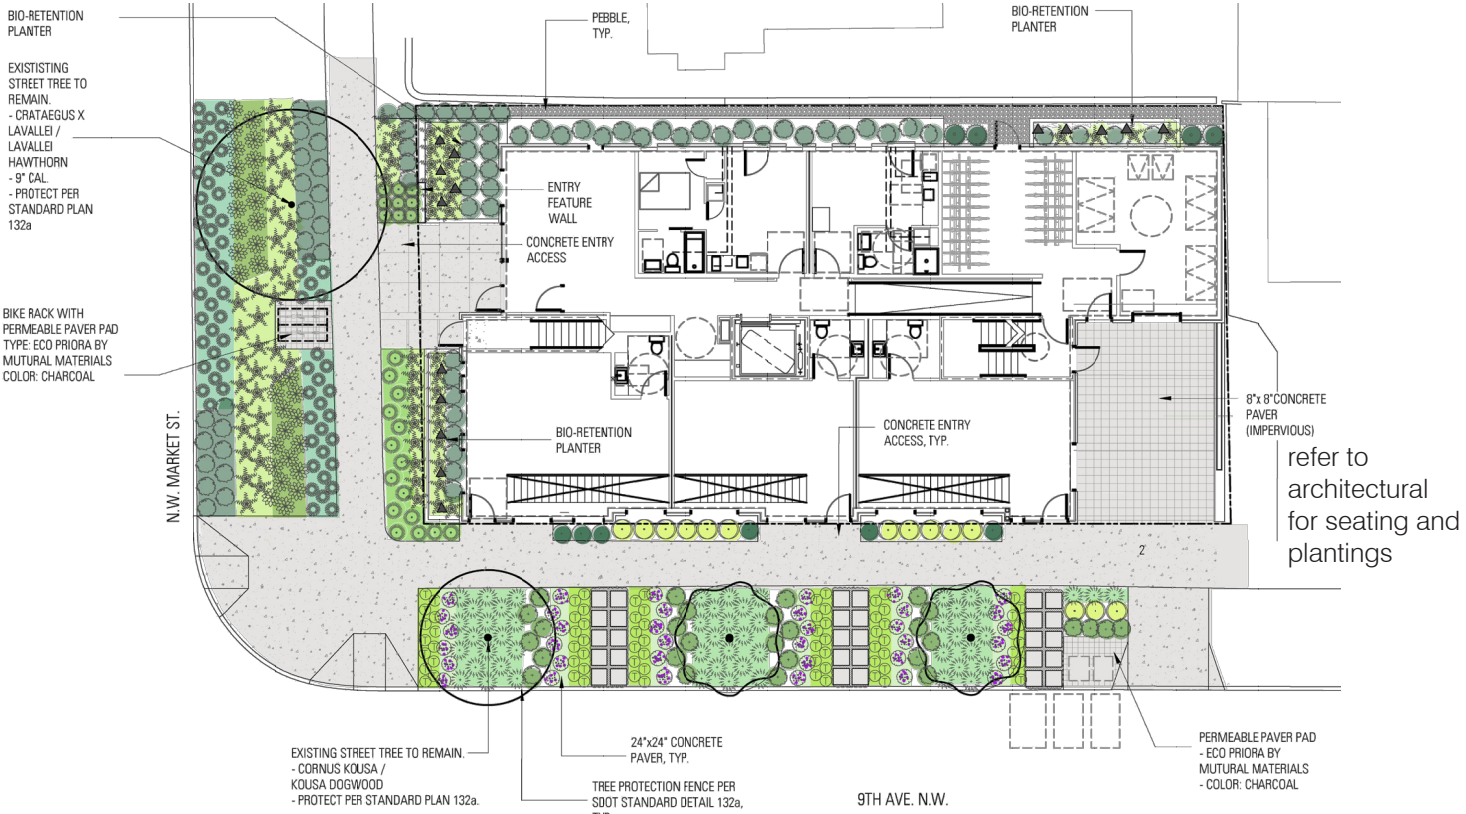 BIO-RETENTION
PLANTER
EXISISTING
STREET TREE TO
REMAIN.
- CRATAEGUS X
LAVALLEI /
LAVALLEI
HAWTHORN
- 9" CAL.
- PROTECT PER
STANDARD PLAN
132a
BIKE RACK WITH
PERMEABLE PAVER PAD
TYPE: ECO PRIORA BY
MUTURAL MATERIALS
COLOR: CHARCOAL
N.W. MARKET ST.
PEBBLE,
TYP.
BIO-RETENTION
PLANTER
ENTRY
FEATURE
WALL
CONCRETE ENTRY
ACCESS
BIO-RETENTION
PLANTER
CONCRETE ENTRY
ACCESS, TYP.
8"x 8"CONCRETE
PAVER
(IMPERVIOUS)
refer to
architectural
for seating and
plantings
2'
EXISTING STREET TREE TO REMAIN.
- CORNUS KOUSA /
KOUSA DOGWOOD
- PROTECT PER STANDARD PLAN 132a.
24"x24" CONCRETE
PAVER, TYP.
TREE PROTECTION FENCE PER
SDOT STANDARD DETAIL 132a,
9TH AVE. N.W.
PERMEABLE PAVER PAD
- ECO PRIORA BY
MUTURAL MATERIALS
- COLOR: CHARCOAL